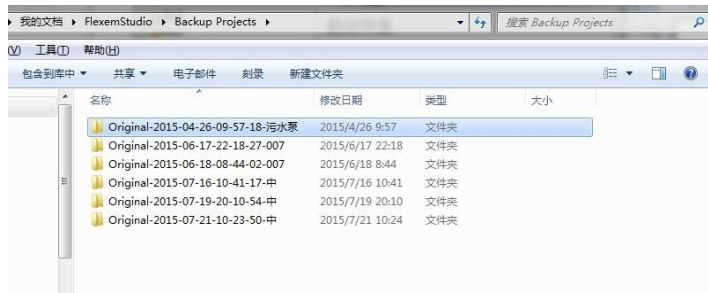 我的文档 FlexemStudio Backup Projects 搜索 Backup Projects
(V) 工具(T) 帮助(H)
包含到库中 共享 电子邮件 刻录 新建文件夹
名称 修改日期 类型 大小
Original-2015-04-26-09-57-18-污水泵 2015/4/26 9:57 文件夹
Original-2015-06-17-22-18-27-007 2015/6/17 22:18 文件夹
Original-2015-06-18-08-44-02-007 2015/6/18 8:44 文件夹
Original-2015-07-16-10-41-17-中 2015/7/16 10:41 文件夹
Original-2015-07-19-20-10-54-中 2015/7/19 20:10 文件夹
Original-2015-07-21-10-23-50-中 2015/7/21 10:24 文件夹